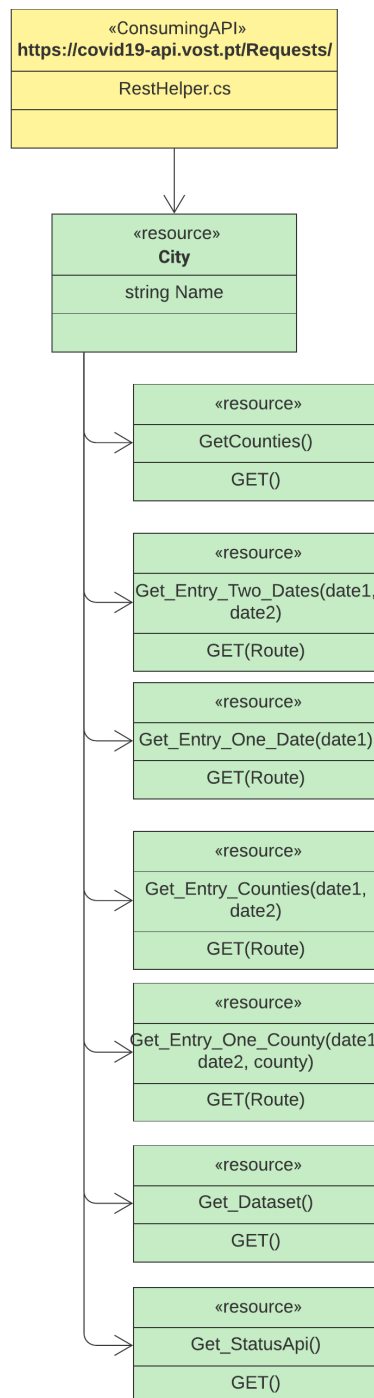 «ConsumingAPI»
https://covid19-api.vost.pt/Requests/
RestHelper.cs
«resource»
City
string Name
«resource»
GetCounties()
GET()
«resource»
Get_Entry_Two_Dates(date1,
date2)
GET(Route)
«resource»
Get_Entry_One_Date(date1)
GET(Route)
«resource»
Get_Entry_Counties(date1,
date2)
GET(Route)
«resource»
Get_Entry_One_County(date1,
date2, county)
GET(Route)
«resource»
Get_Dataset()
GET()
«resource»
Get_StatusApi()
GET()